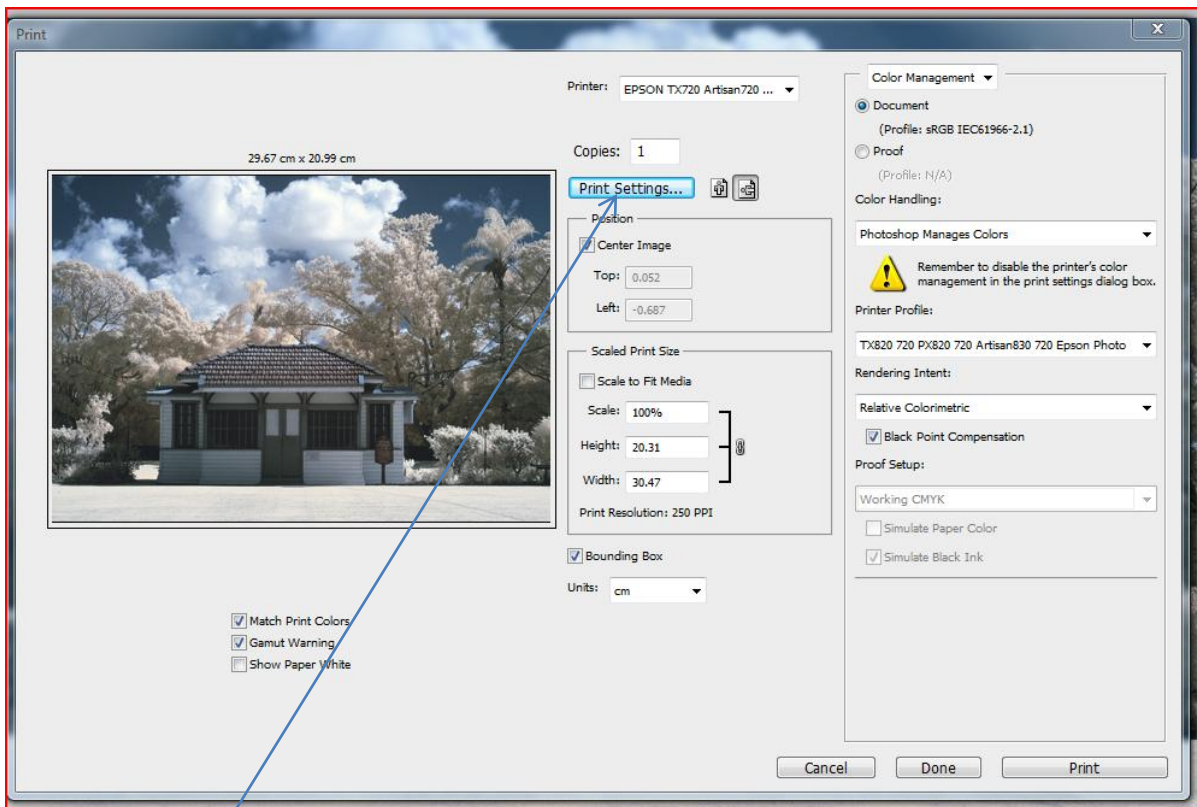 Print
X
29.67 cm x 20.99 cm
Match Print Colors
Gamut Warning
Show Paper White
Printer: EPSON TX720 Artisan720 ...
Copies: 1
Print Settings...
Position
Center Image
Top: 0.052
Left: -0.687
Scaled Print Size
Scale to Fit Media
Scale: 100%
Height: 20.31
Width: 30.47
Print Resolution: 250 PPI
Bounding Box
Units: cm
Color Management
Document
(Profile: sRGB IEC61966-2.1)
Proof
(Profile: N/A)
Color Handling:
Photoshop Manages Colors
Remember to disable the printer's color
management in the print settings dialog box.
Printer Profile:
TX820 720 PX820 720 Artisan830 720 Epson Photo
Rendering Intent:
Relative Colorimetric
Black Point Compensation
Proof Setup:
Working CMYK
Simulate Paper Color
Simulate Black Ink
Cancel
Done
Print